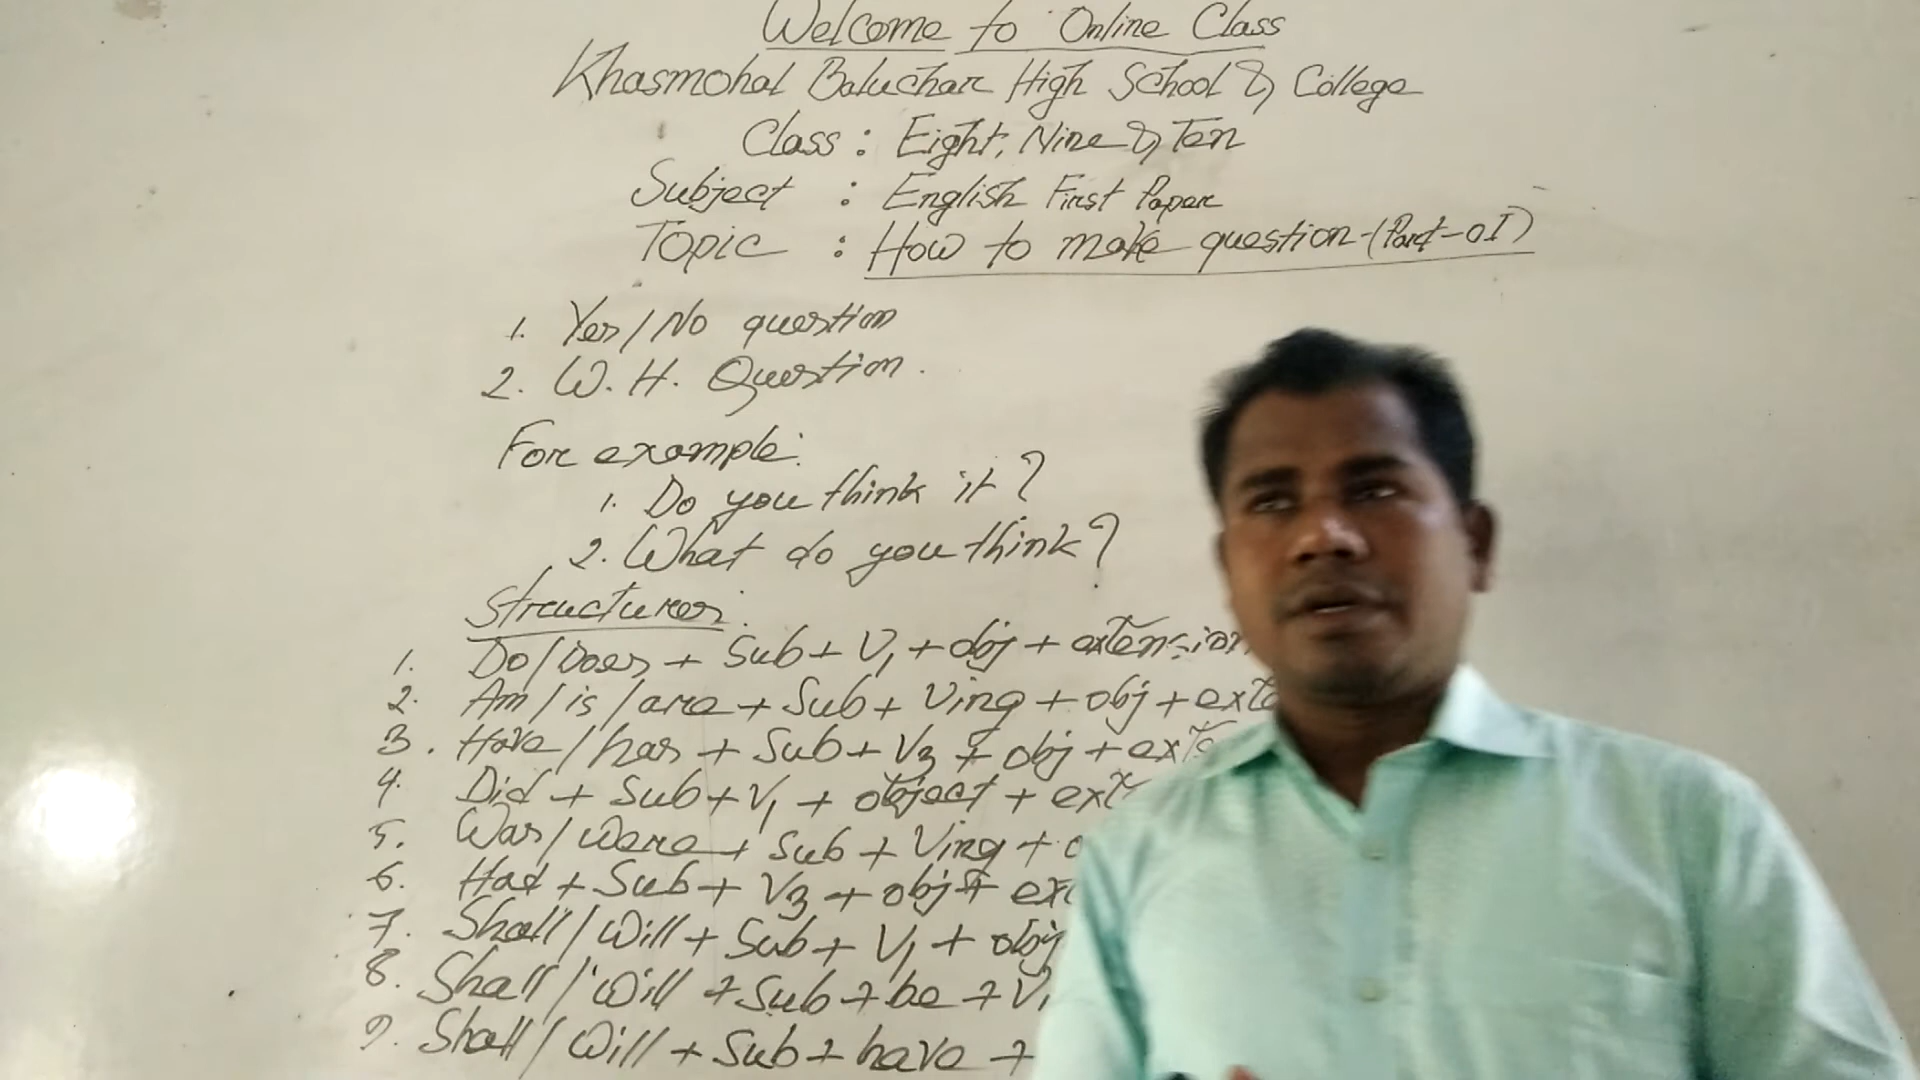 Welcome to Online Class
Khasmohal Baluchar High School & College
Class : Eight, Nine & Ten
Subject : English First Paper
Topic : How to make question-(Part-01)
1. Yes/No question
2. W.H. Question.
For example:
1. Do you think it?
2. What do you think?
Structures:
1. Do/Does + Sub + V1 + obj + extension
2. Am/is/are + Sub + Ving + obj + exte
3. Have/has + Sub + V3 + obj + exte
4. Did + Sub + V1 + object + ext
5. Was/were + Sub + Ving + o
6. Had + Sub + V3 + obj + ext
7. Shall/Will + Sub + V1 + obj
8. Shall/Will + Sub + be + Vi
9. Shall/Will + Sub + have +